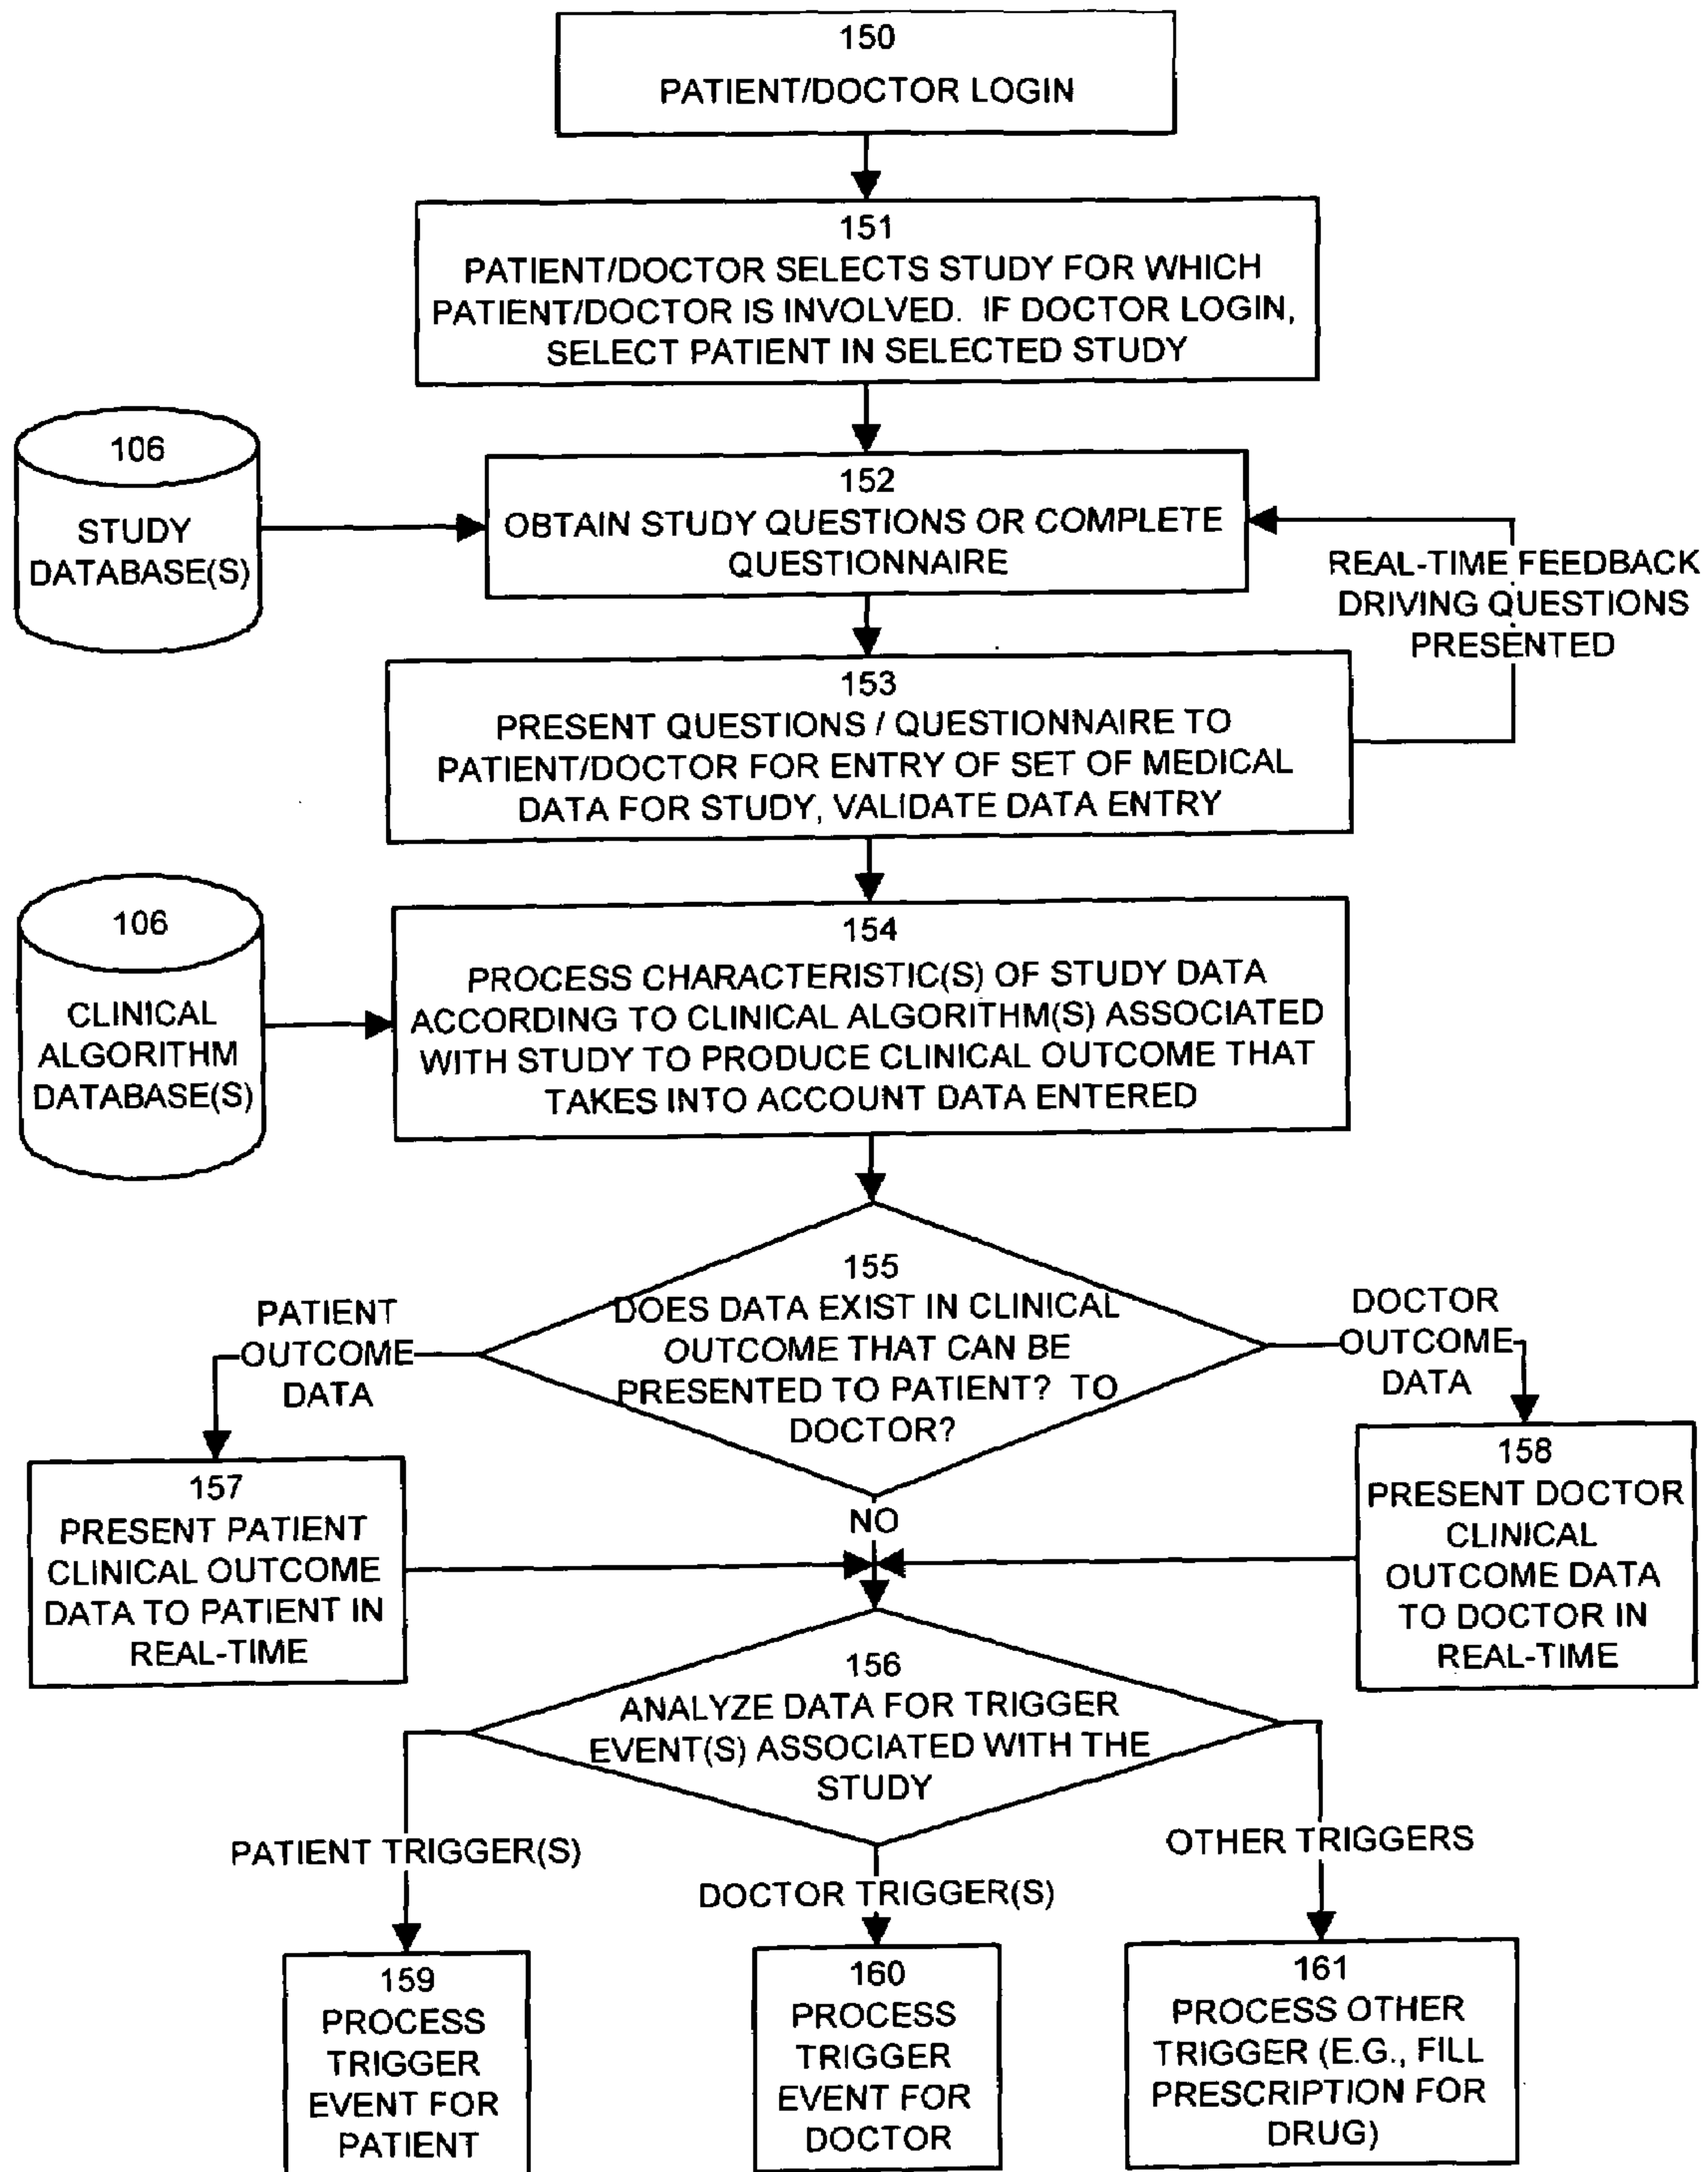 150
PATIENT/DOCTOR LOGIN
151
PATIENT/DOCTOR SELECTS STUDY FOR WHICH
PATIENT/DOCTOR IS INVOLVED. IF DOCTOR LOGIN,
SELECT PATIENT IN SELECTED STUDY
106
STUDY
DATABASE(S)
152
OBTAIN STUDY QUESTIONS OR COMPLETE
QUESTIONNAIRE
REAL-TIME FEEDBACK
DRIVING QUESTIONS
PRESENTED
153
PRESENT QUESTIONS / QUESTIONNAIRE TO
PATIENT/DOCTOR FOR ENTRY OF SET OF MEDICAL
DATA FOR STUDY, VALIDATE DATA ENTRY
106
CLINICAL
ALGORITHM
DATABASE(S)
154
PROCESS CHARACTERISTIC(S) OF STUDY DATA
ACCORDING TO CLINICAL ALGORITHM(S) ASSOCIATED
WITH STUDY TO PRODUCE CLINICAL OUTCOME THAT
TAKES INTO ACCOUNT DATA ENTERED
155
DOES DATA EXIST IN CLINICAL
OUTCOME THAT CAN BE
PRESENTED TO PATIENT? TO
DOCTOR?
PATIENT
OUTCOME
DATA
DOCTOR
OUTCOME
DATA
NO
157
PRESENT PATIENT
CLINICAL OUTCOME
DATA TO PATIENT IN
REAL-TIME
158
PRESENT DOCTOR
CLINICAL
OUTCOME DATA
TO DOCTOR IN
REAL-TIME
156
ANALYZE DATA FOR TRIGGER
EVENT(S) ASSOCIATED WITH THE
STUDY
PATIENT TRIGGER(S)
DOCTOR TRIGGER(S)
OTHER TRIGGERS
159
PROCESS
TRIGGER
EVENT FOR
PATIENT
160
PROCESS
TRIGGER
EVENT FOR
DOCTOR
161
PROCESS OTHER
TRIGGER (E.G., FILL
PRESCRIPTION FOR
DRUG)